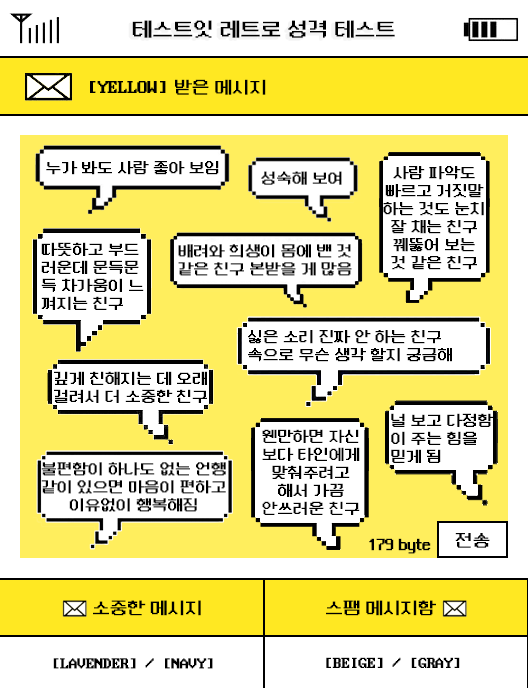 테스트잇 레트로 성격 테스트
[YELLOW] 받은 메시지
누가 봐도 사람 좋아 보임
성숙해 보여
사람 파악도
빠르고 거짓말
하는 것도 눈치
잘 채는 친구
꿰뚫어 보는
것 같은 친구
따뜻하고 부드
러운데 문득문
득 차가움이 느
껴지는 친구
배려와 희생이 몸에 밴 것
같은 친구 본받을 게 많음
싫은 소리 진짜 안 하는 친구
속으로 무슨 생각 할지 궁금해
깊게 친해지는 데 오래
걸려서 더 소중한 친구
널 보고 다정함
이 주는 힘을
믿게 됨
웬만하면 자신
보다 타인에게
맞춰주려고
해서 가끔
안쓰러운 친구
불편함이 하나도 없는 언행
같이 있으면 마음이 편하고
이유없이 행복해짐
179 byte
전송
소중한 메시지
스팸 메시지함
[LAVENDER] / [NAVY]
[BEIGE] / [GRAY]